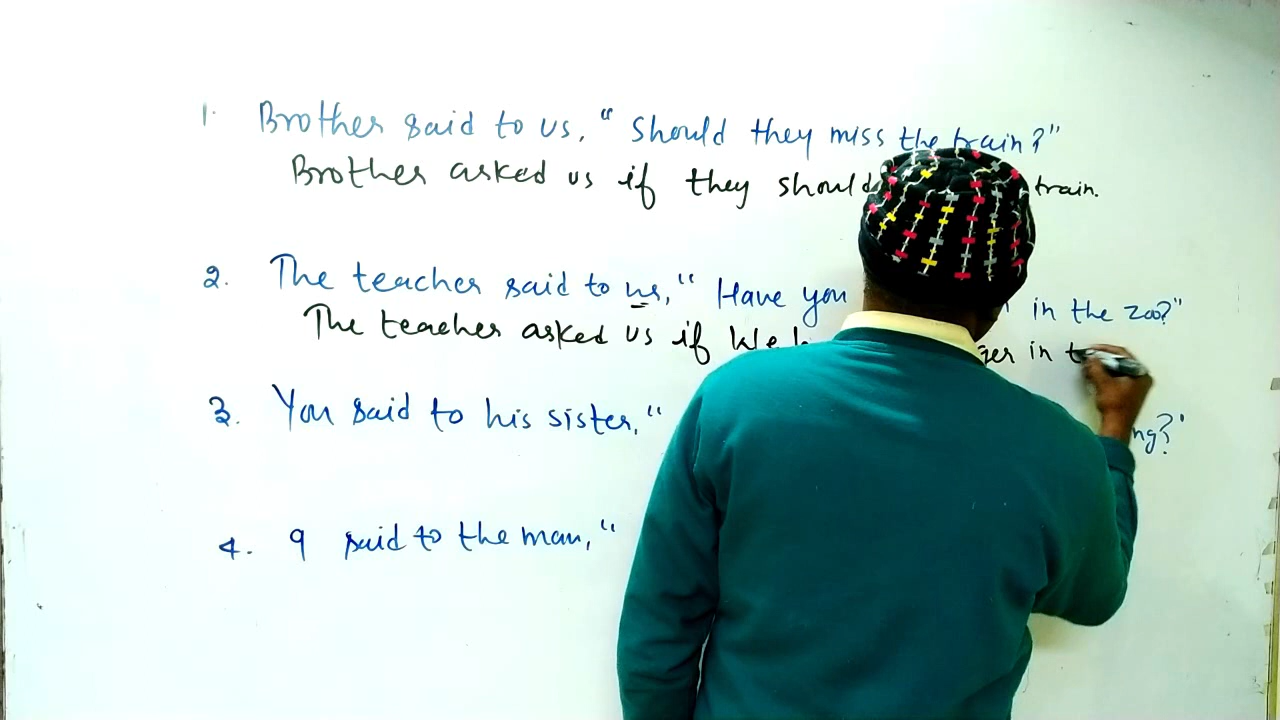 1. Brother said to us, " Should they miss the train?"
Brother asked us if they should train.
2. The teacher said to us, " Have you in the zoo?"
The teacher asked us if We in
3. You said to his sister, "
4. I said to the man, "